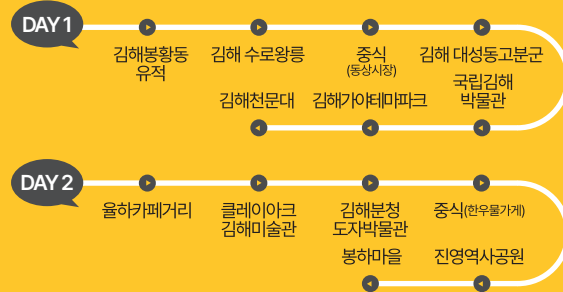 DAY 1
김해봉황동
유적
김해 수로왕릉
중식
(동상시장)
김해 대성동고분군
국립김해
박물관
김해가야테마파크
김해천문대
DAY 2
율하카페거리
클레이아크
김해미술관
김해분청
도자박물관
중식(한우물가게)
진영역사공원
봉하마을